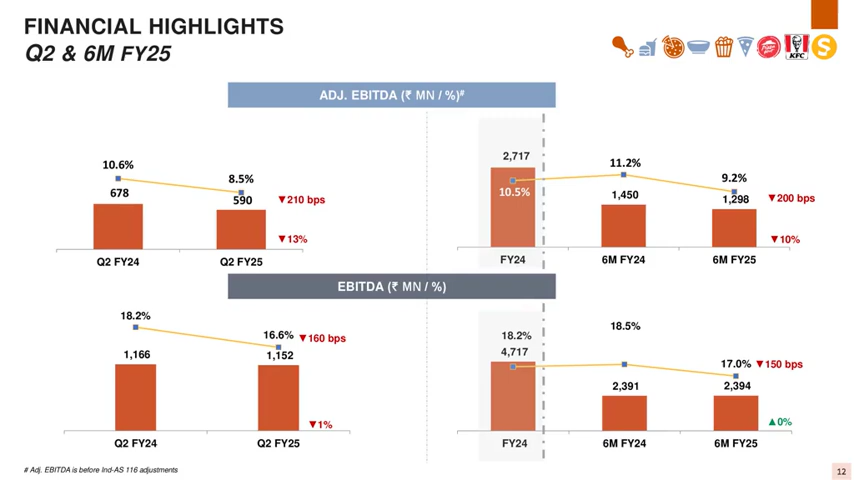 FINANCIAL HIGHLIGHTS
Q2 & 6M FY25
KFC
ADJ. EBITDA (₹ MN / %)#
10.6%
8.5%
678
590
▼210 bps
▼13%
Q2 FY24
Q2 FY25
2,717
11.2%
9.2%
10.5%
1,450
1,298
▼200 bps
▼10%
FY24
6M FY24
6M FY25
EBITDA (₹ MN / %)
18.2%
16.6%
▼160 bps
1,166
1,152
▼1%
Q2 FY24
Q2 FY25
18.2%
18.5%
4,717
17.0%
▼150 bps
2,391
2,394
▲0%
FY24
6M FY24
6M FY25
# Adj. EBITDA is before Ind-AS 116 adjustments
12